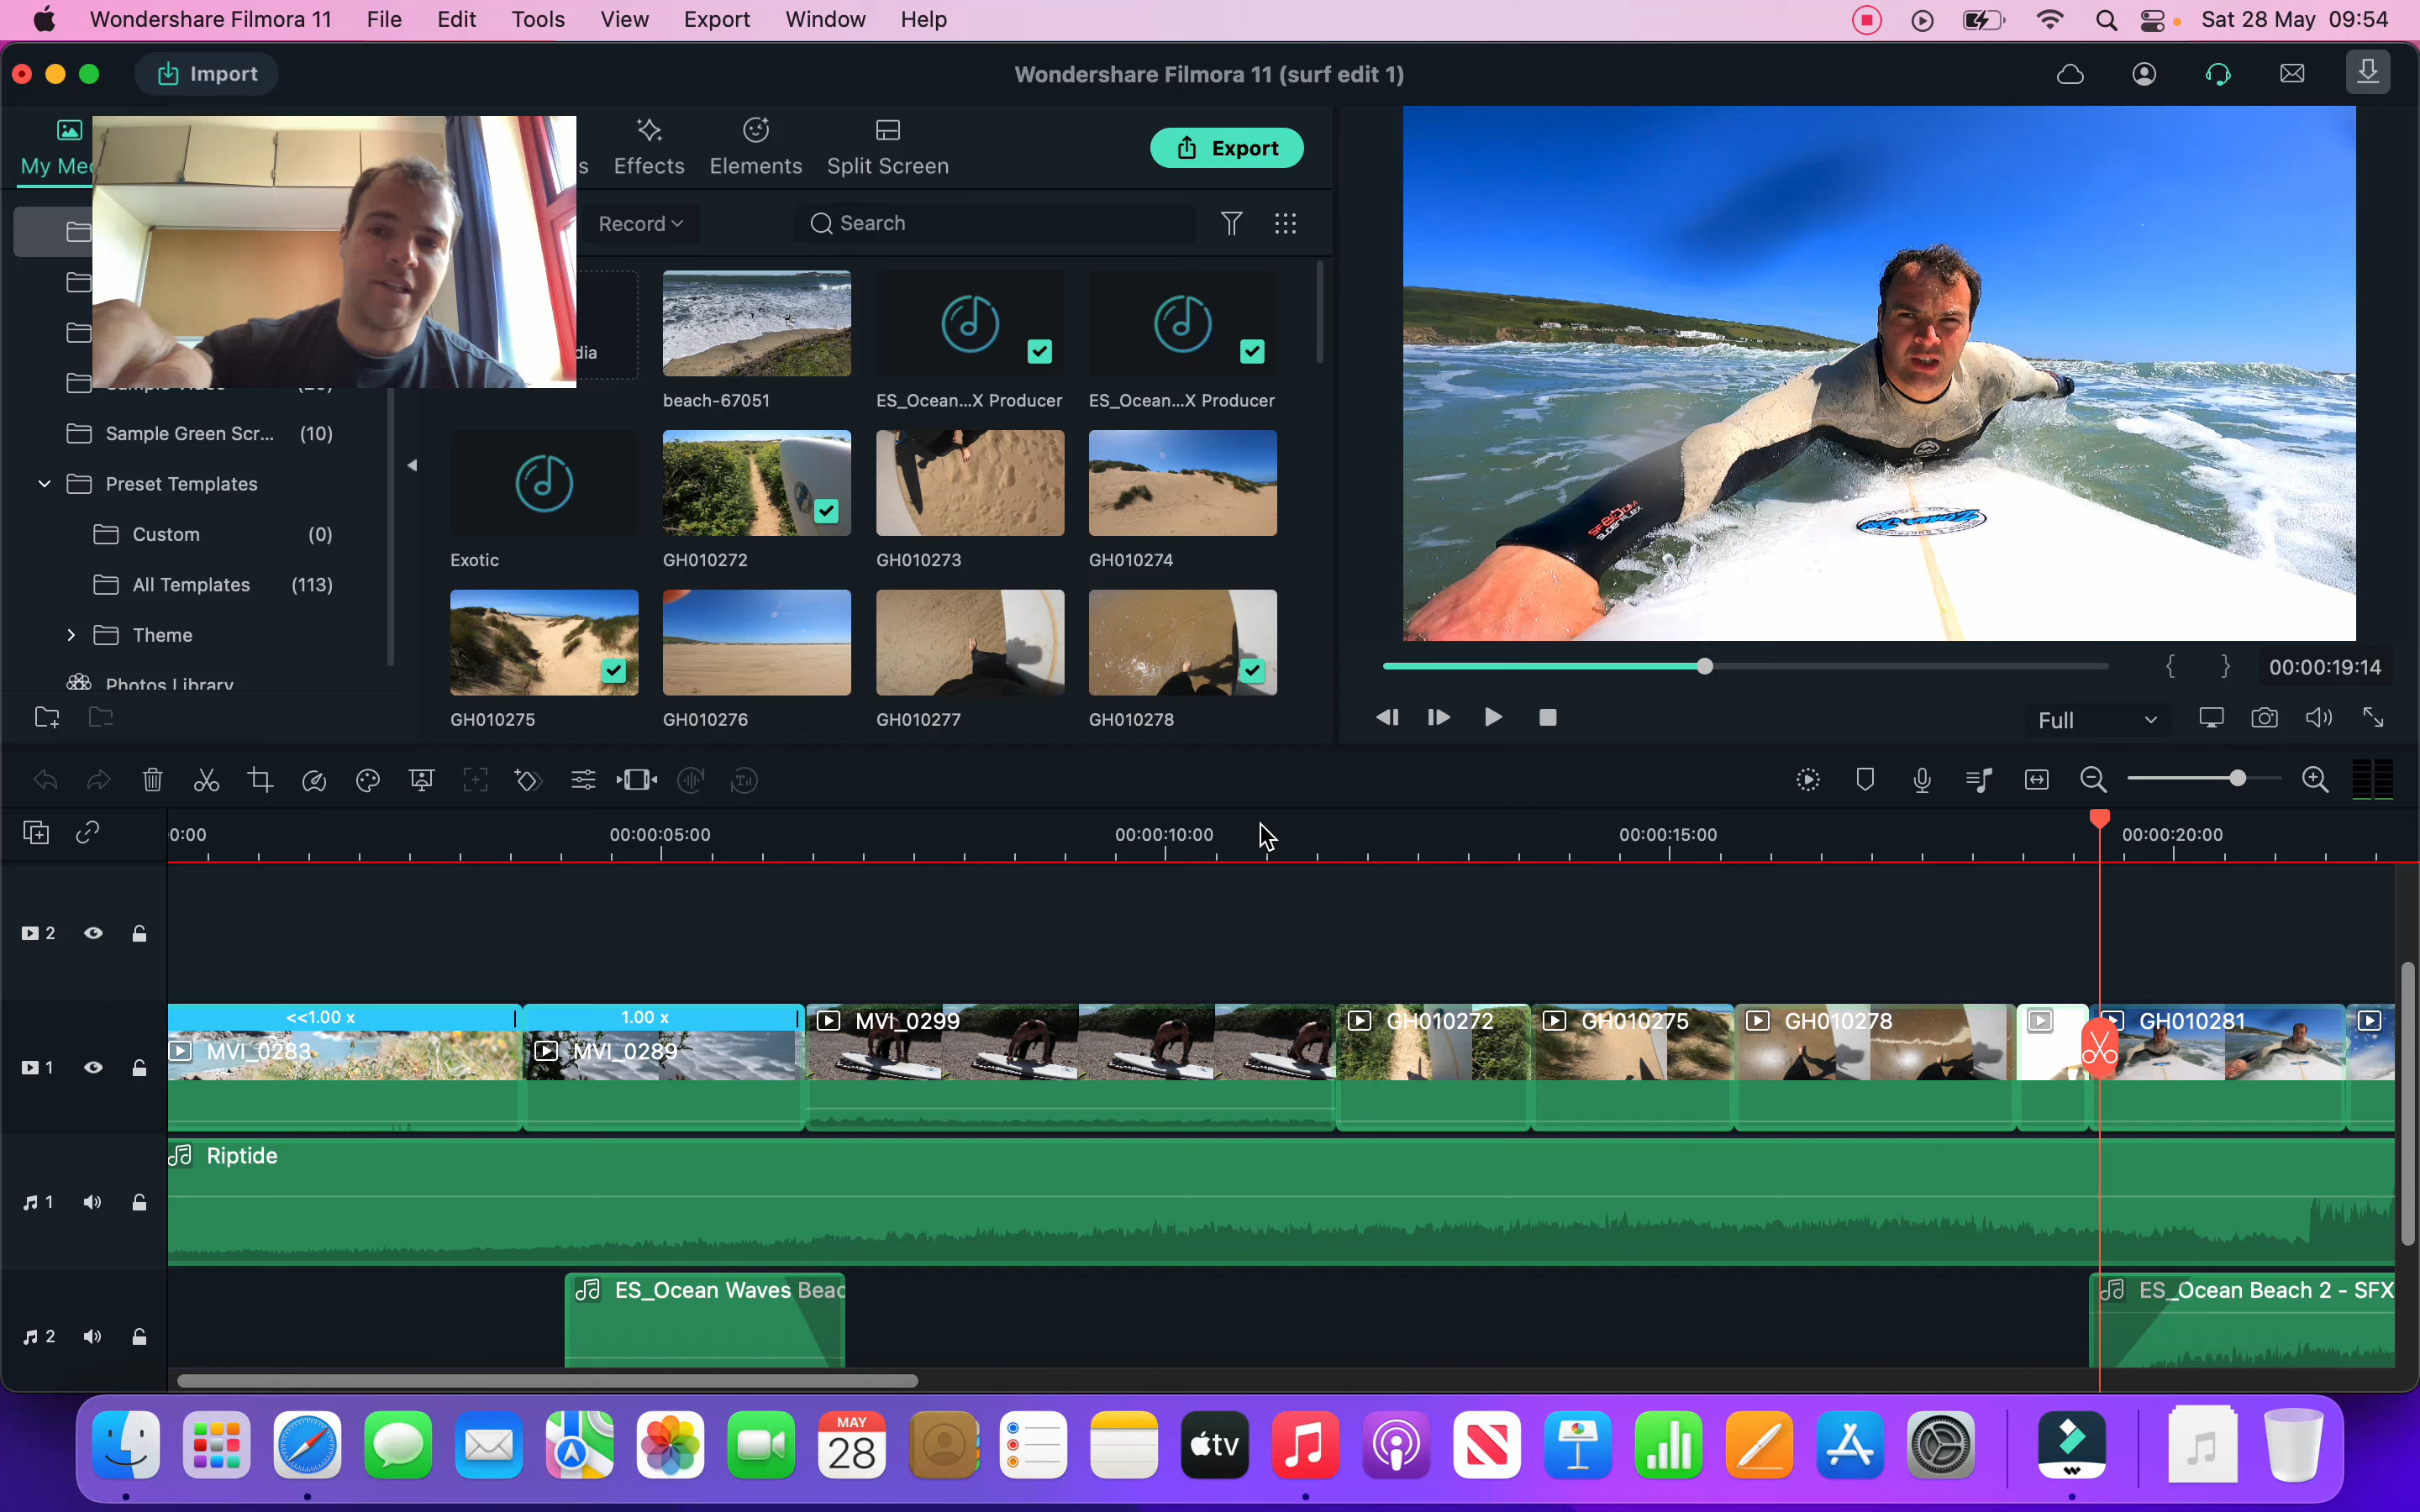 Wondershare Filmora 11 File Edit Tools View Export Window Help Sat 28 May 09:54
Import Wondershare Filmora 11 (surf edit 1)
My Me
s Effects Elements Split Screen Export
Record Search
dia
beach-67051 ES_Ocean...X Producer ES_Ocean...X Producer
Sample Green Scr... (10)
Preset Templates
Custom (0)
All Templates (113)
Theme
Photos Library
Exotic GH010272 GH010273 GH010274
GH010275 GH010276 GH010277 GH010278
00:00:19:14
Full
0:00 00:00:05:00 00:00:10:00 00:00:15:00 00:00:20:00
2
<<1.00 x 1.00 x
MVI_0283 MVI_0289 MVI_0299 GH010272 GH010275 GH010278 GH010281
1
Riptide
1
ES_Ocean Waves Beac ES_Ocean Beach 2 - SFX
2
MAY
28
tv